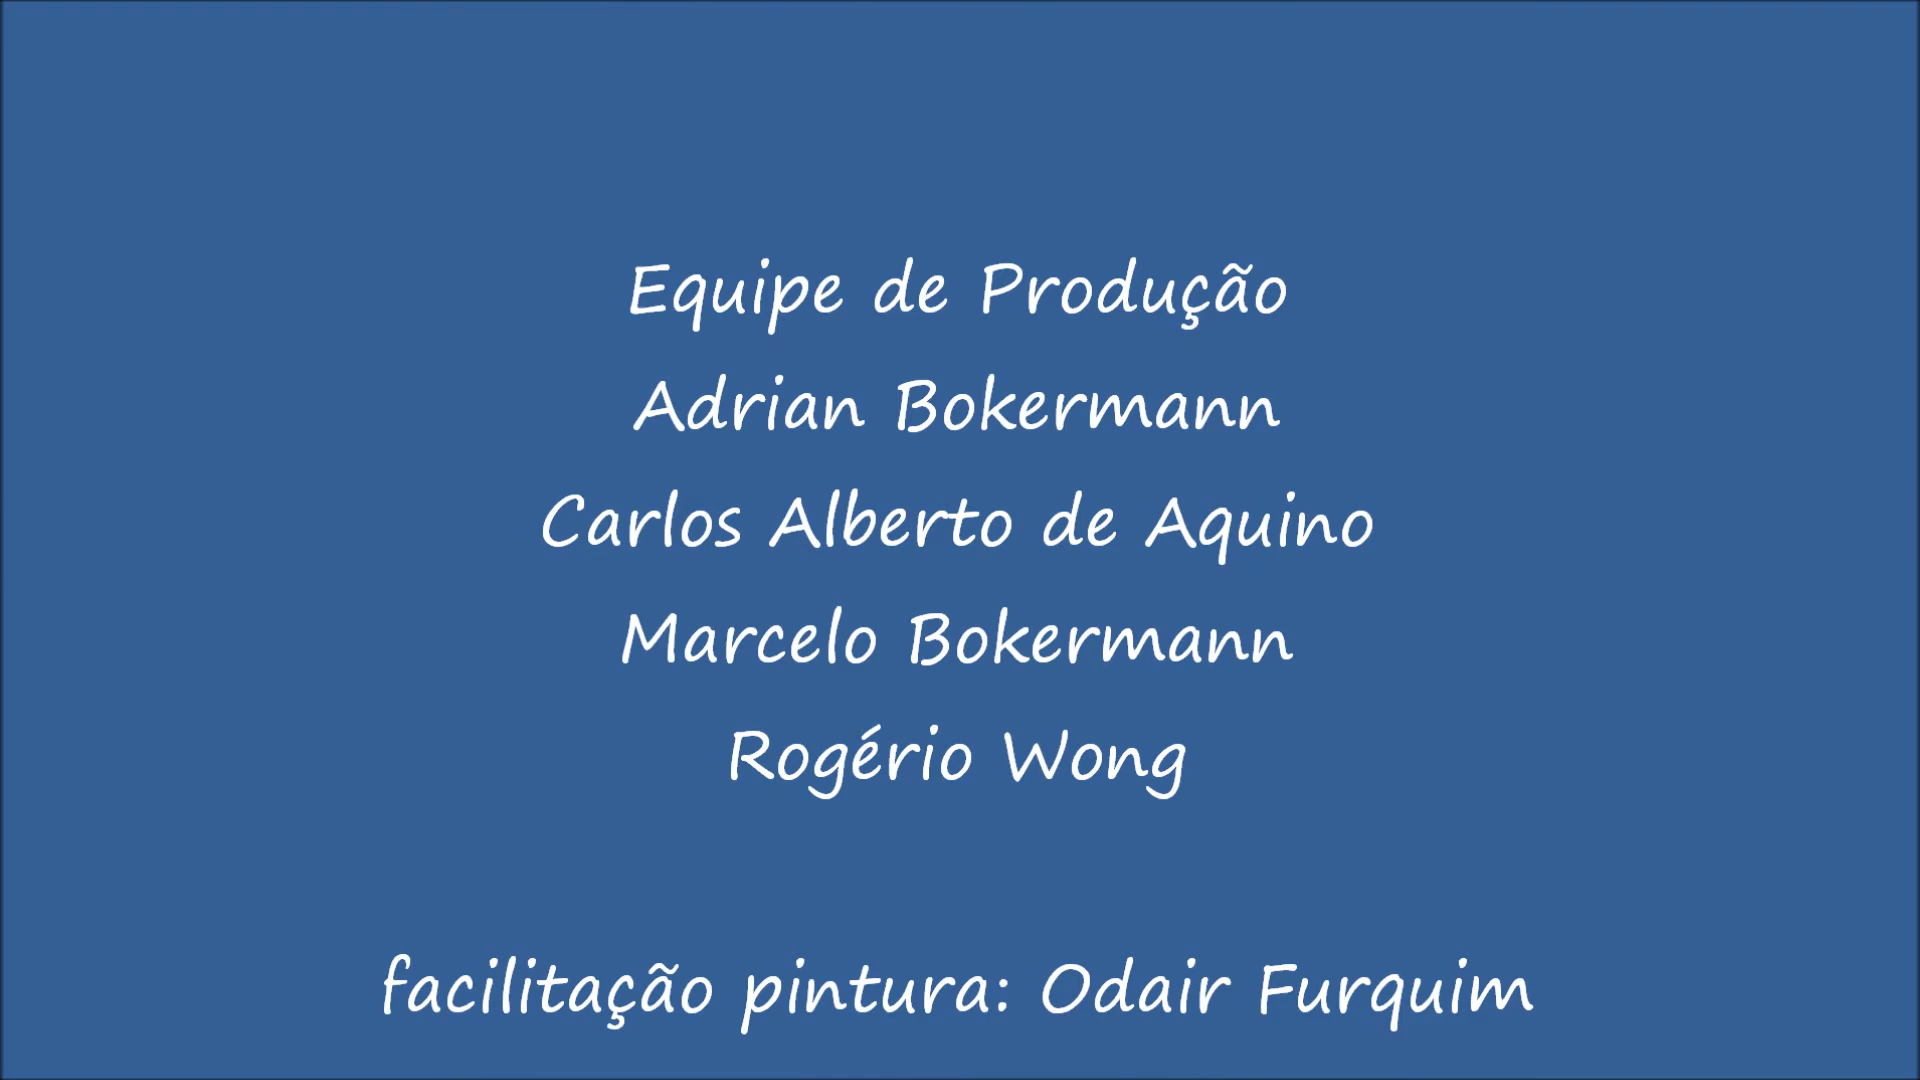 Equipe de Produção
Adrian Bokermann
Carlos Alberto de Aquino
Marcelo Bokermann
Rogério Wong
facilitação pintura: Odair Furquim